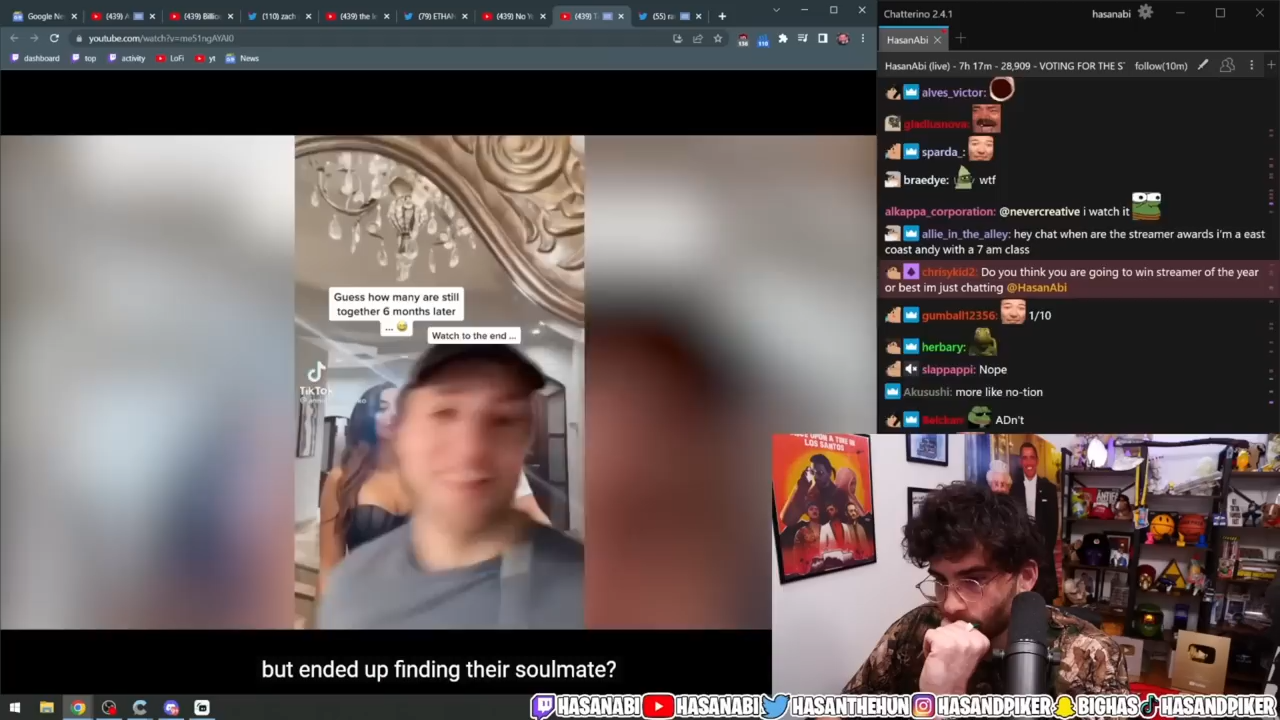 Google Ne
(439) A
(439) Billio
(110) zach
(439) the l
(79) ETHAN
(439) No Y
(439) T
(55) ra
youtube.com/watch?v=me51ngAYAl0
dashboard
top
activity
LoFi
yt
News
Guess how many are still
together 6 months later
...
Watch to the end ...
TikTok
but ended up finding their soulmate?
Chatterino 2.4.1
hasanabi
HasanAbi
HasanAbi (live) - 7h 17m - 28,909 - VOTING FOR THE S'
follow(10m)
alves_victor:
gladiusnova:
sparda_:
braedye: wtf
alkappa_corporation: @nevercreative i watch it
allie_in_the_alley: hey chat when are the streamer awards i'm a east
coast andy with a 7 am class
chrisykid2: Do you think you are going to win streamer of the year
or best im just chatting @HasanAbi
gumball12356: 1/10
herbary:
slappappi: Nope
Akusushi: more like no-tion
ADn't
LOS SANTOS
HASANABI
HASANABI
HASANTHEHUN
HASANDPIKER
BIGHAS
HASANDPIKER